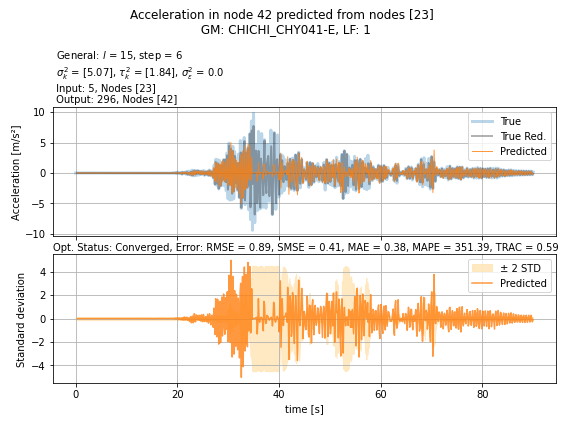 Acceleration in node 42 predicted from nodes [23]
GM: CHICHI_CHY041-E, LF: 1
General: l = 15, step = 6
σ²ₖ = [5.07], τ²ₖ = [1.84], σ²ε = 0.0
Input: 5, Nodes [23]
Output: 296, Nodes [42]
Acceleration [m/s²]
10
5
0
−5
−10
True
True Red.
Predicted
Opt. Status: Converged, Error: RMSE = 0.89, SMSE = 0.41, MAE = 0.38, MAPE = 351.39, TRAC = 0.59
Standard deviation
4
2
0
−2
−4
± 2 STD
Predicted
0 20 40 60 80
time [s]